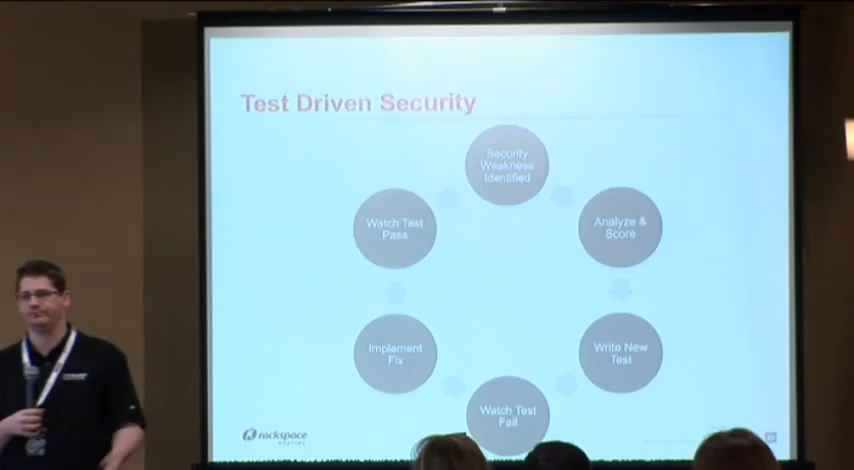 Test Driven Security
Security
Weakness
Identified
Analyze &
Score
Write New
Test
Watch Test
Fail
Implement
Fix
Watch Test
Pass
rackspace
HOSTING